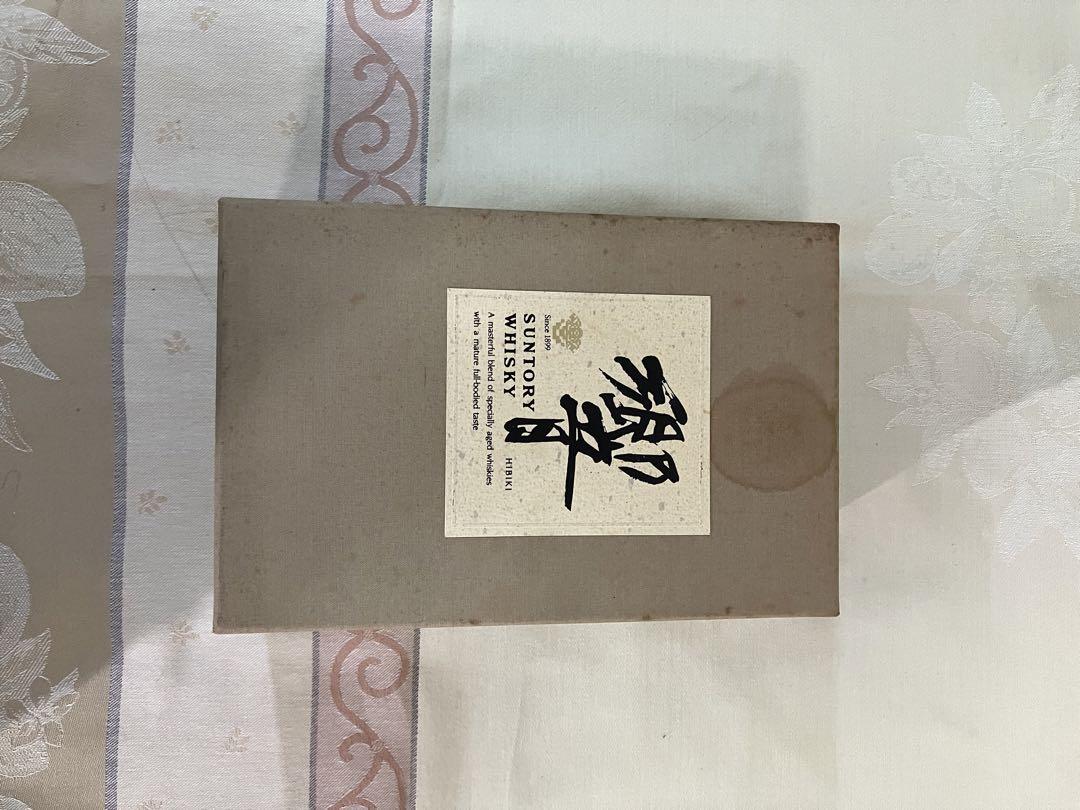 響
Since 1899
SUNTORY
WHISKY
HIBIKI
A masterful blend of specially aged whiskies
with a mature full-bodied taste